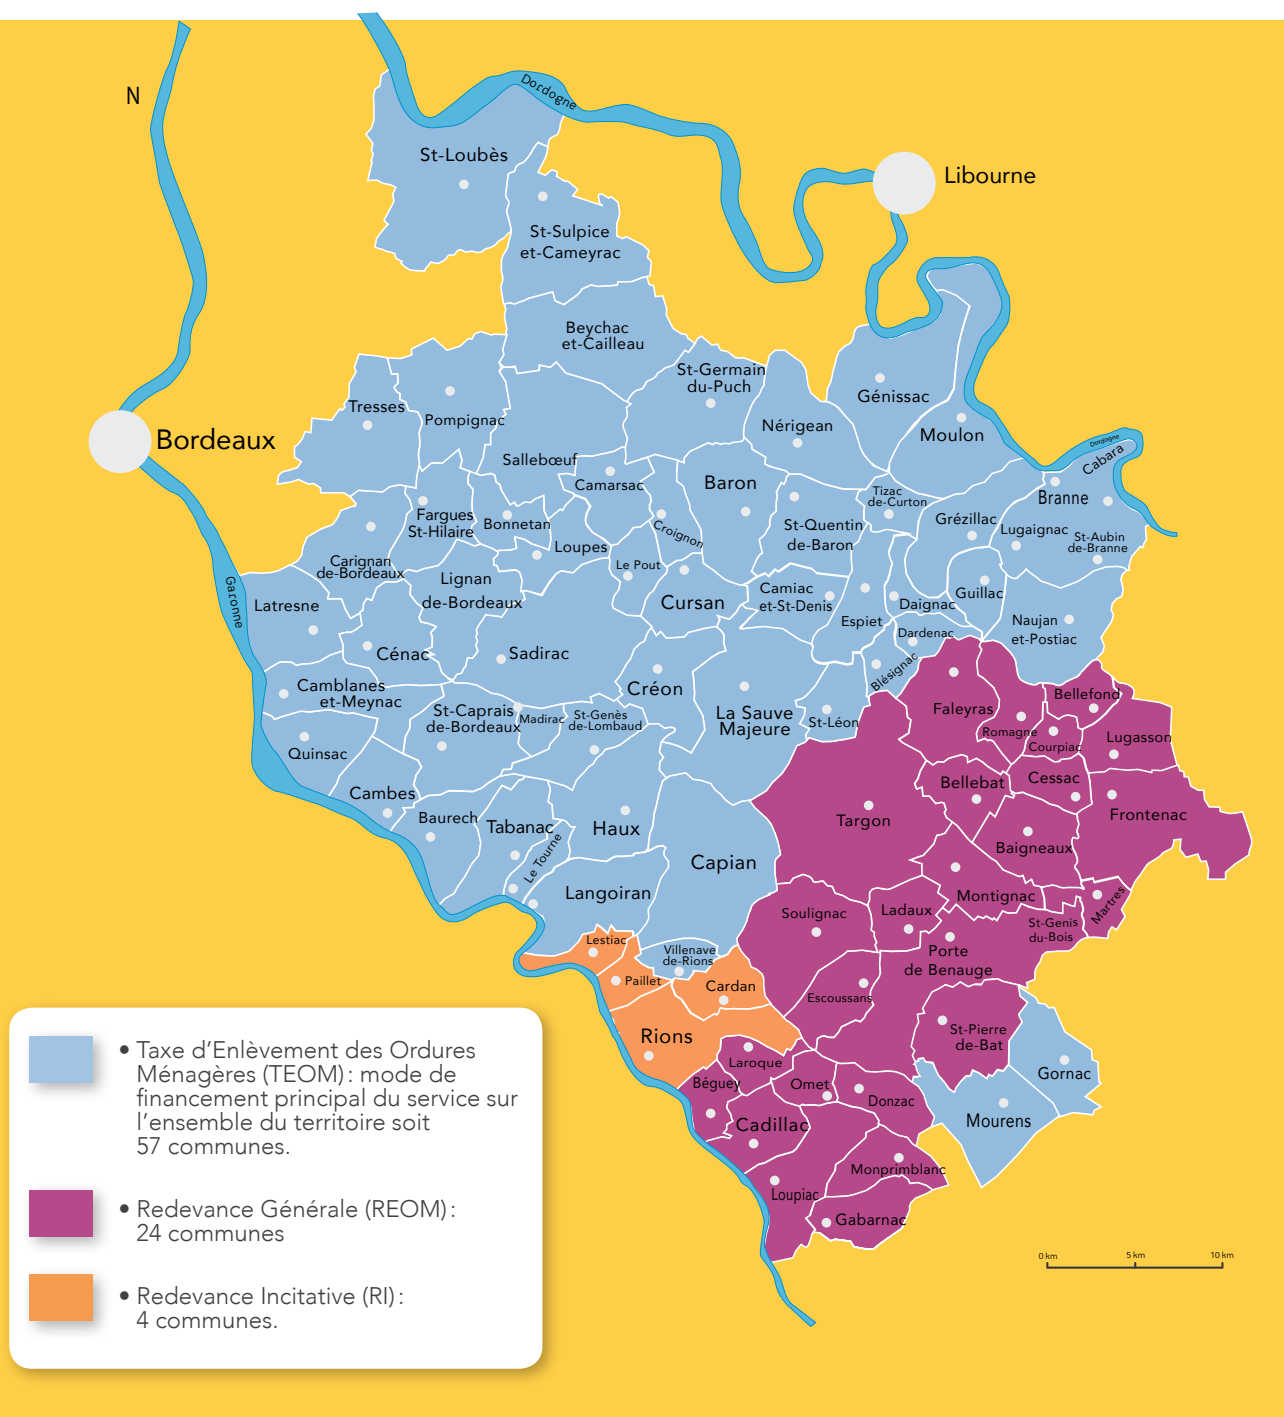 N
Dordogne
St-Loubès
Libourne
St-Sulpice
et-Cameyrac
Beychac
et-Cailleau
St-Germain
du-Puch
Génissac
Tresses
Pompignac
Nérigean
Moulon
Bordeaux
Dordogne
Cabara
Sallebœuf
Camarsac
Baron
Tizac
de-Curton
Branne
Fargues
St-Hilaire
Bonnetan
Croignon
St-Quentin
de-Baron
Grézillac
Lugaignac
St-Aubin
de-Branne
Loupes
Carignan
de-Bordeaux
Le Pout
Lignan
de-Bordeaux
Garonne
Latresne
Cursan
Camiac
et-St-Denis
Espiet
Daignac
Guillac
Naujan
et-Postiac
Dardenac
Cénac
Sadirac
Blésignac
Camblanes
et-Meynac
Créon
Bellefond
St-Caprais
de-Bordeaux
Madirac
St-Genès
de-Lombaud
La Sauve
Majeure
St-Léon
Faleyras
Romagne
Courpiac
Lugasson
Quinsac
Cambes
Bellebat
Cessac
Baurech
Tabanac
Le Tourne
Haux
Targon
Frontenac
Baigneaux
Capian
Langoiran
Montignac
Martres
Soulignac
Ladaux
St-Genis
du-Bois
Lestiac
Villenave
de-Rions
Porte
de Benauge
Paillet
Cardan
Escoussans
Rions
St-Pierre
de-Bat
Laroque
Gornac
Béguey
Omet
Donzac
Cadillac
Mourens
Monprimblanc
Loupiac
Gabarnac
• Taxe d’Enlèvement des Ordures
Ménagères (TEOM) : mode de
financement principal du service sur
l’ensemble du territoire soit
57 communes.
• Redevance Générale (REOM) :
24 communes
• Redevance Incitative (RI) :
4 communes.
0 km 5 km 10 km